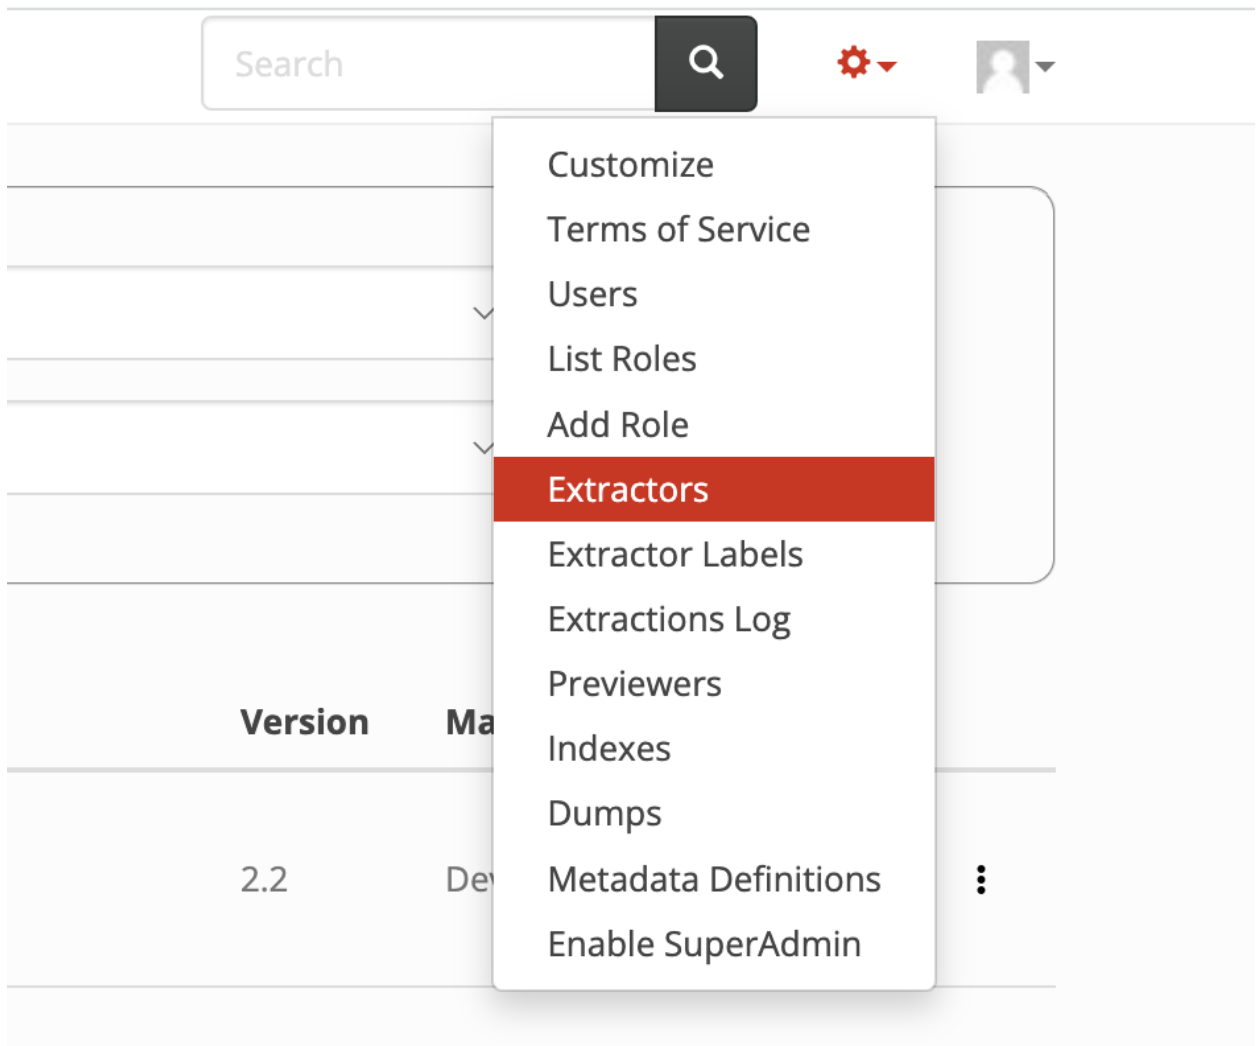 Search
Customize
Terms of Service
Users
List Roles
Add Role
Extractors
Extractor Labels
Extractions Log
Previewers
Indexes
Dumps
Metadata Definitions
Enable SuperAdmin
Version
2.2